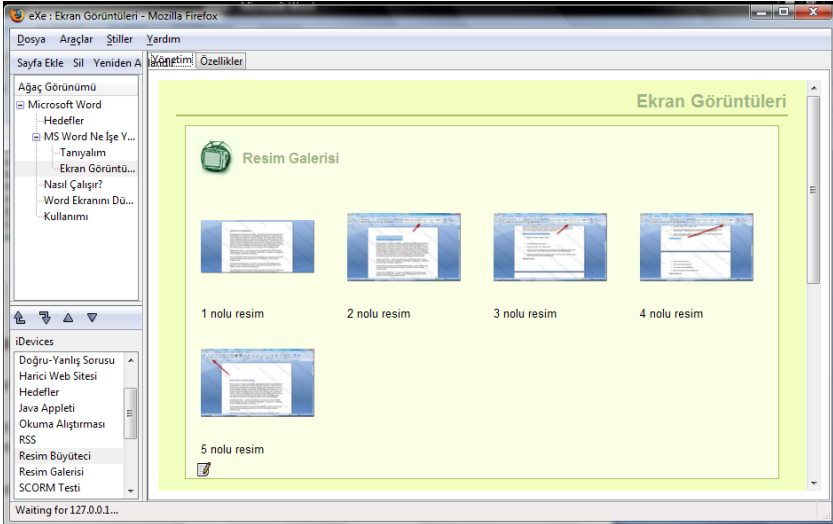 eXe : Ekran Görüntüleri - Mozilla Firefox
Dosya Araçlar Stiller Yardım
Sayfa Ekle Sil Yeniden A
Yönetim Özellikler
Ağaç Görünümü
Microsoft Word
Hedefler
MS Word Ne İşe Y...
Tanıyalım
Ekran Görüntü...
Nasıl Çalışır?
Word Ekranını Dü...
Kullanımı
iDevices
Doğru-Yanlış Sorusu
Harici Web Sitesi
Hedefler
Java Appleti
Okuma Alıştırması
RSS
Resim Büyüteci
Resim Galerisi
SCORM Testi
Ekran Görüntüleri
Resim Galerisi
1 nolu resim
2 nolu resim
3 nolu resim
4 nolu resim
5 nolu resim
Waiting for 127.0.0.1...